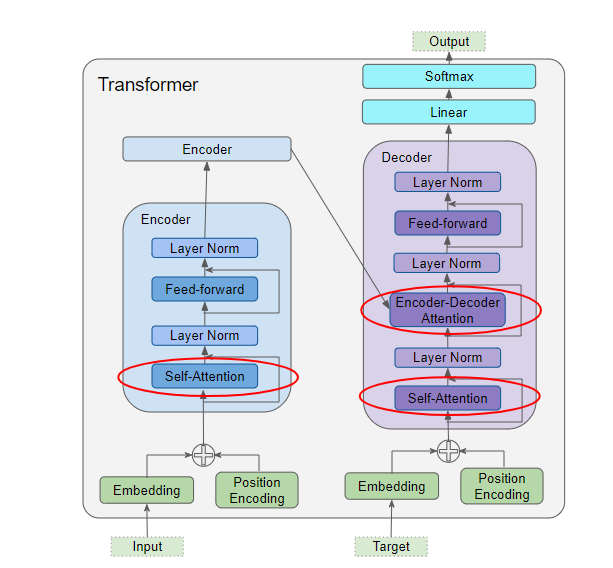 Output
Transformer
Softmax
Linear
Encoder
Decoder
Layer Norm
Feed-forward
Layer Norm
Encoder-Decoder
Attention
Layer Norm
Self-Attention
Encoder
Layer Norm
Feed-forward
Layer Norm
Self-Attention
Embedding
Position
Encoding
Embedding
Position
Encoding
Input
Target